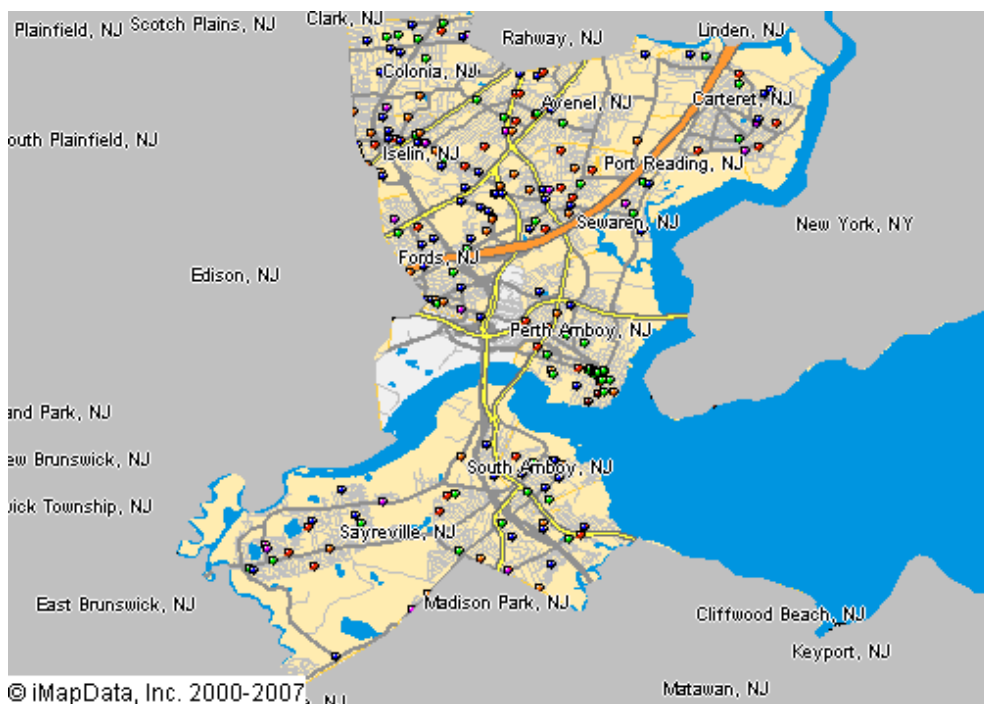 Clark, NJ
Plainfield, NJ
Scotch Plains, NJ
Rahway, NJ
Linden, NJ
Colonia, NJ
Avenel, NJ
Carteret, NJ
outh Plainfield, NJ
Iselin, NJ
Port Reading, NJ
Sewaren, NJ
New York, NY
Fords, NJ
Edison, NJ
Perth Amboy, NJ
and Park, NJ
ew Brunswick, NJ
South Amboy, NJ
wick Township, NJ
Sayreville, NJ
East Brunswick, NJ
Madison Park, NJ
Cliffwood Beach, NJ
Keyport, NJ
Matawan, NJ
© iMapData, Inc. 2000-2007
, NJ